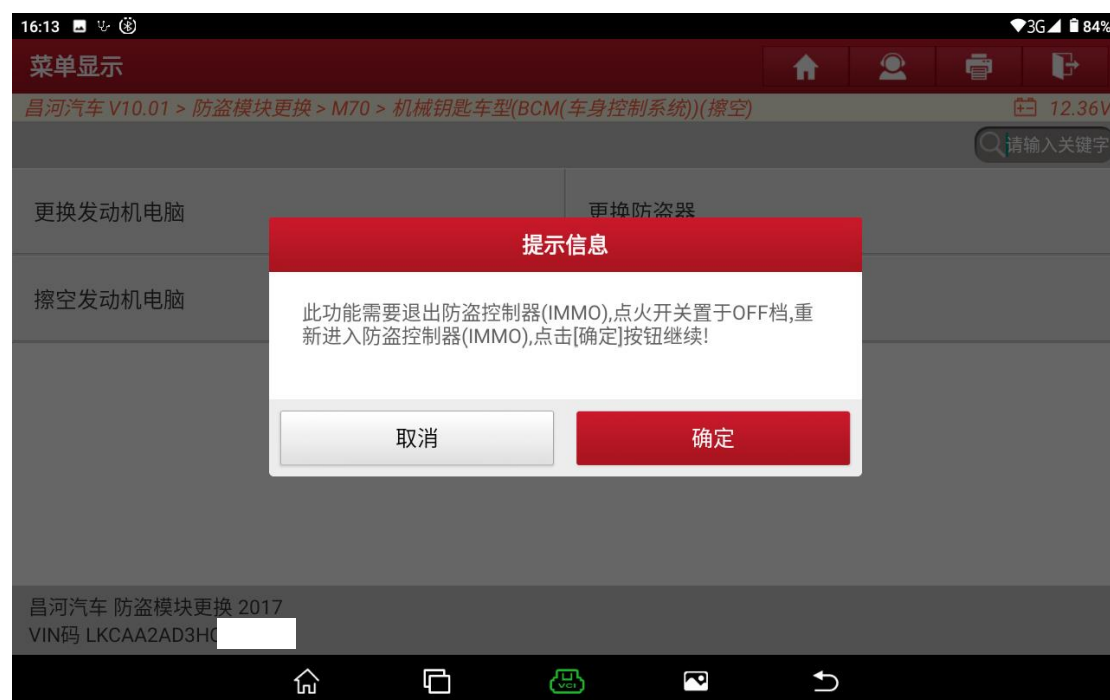 16:13 3G 84%
菜单显示
昌河汽车 V10.01 > 防盗模块更换 > M70 > 机械钥匙车型(BCM(车身控制系统))(擦空) 12.36V
请输入关键字
更换发动机电脑 更换防盗器
提示信息
擦空发动机电脑
此功能需要退出防盗控制器(IMMO),点火开关置于OFF档,重
新进入防盗控制器(IMMO),点击[确定]按钮继续!
取消 确定
昌河汽车 防盗模块更换 2017
VIN码 LKCAA2AD3H
VCI